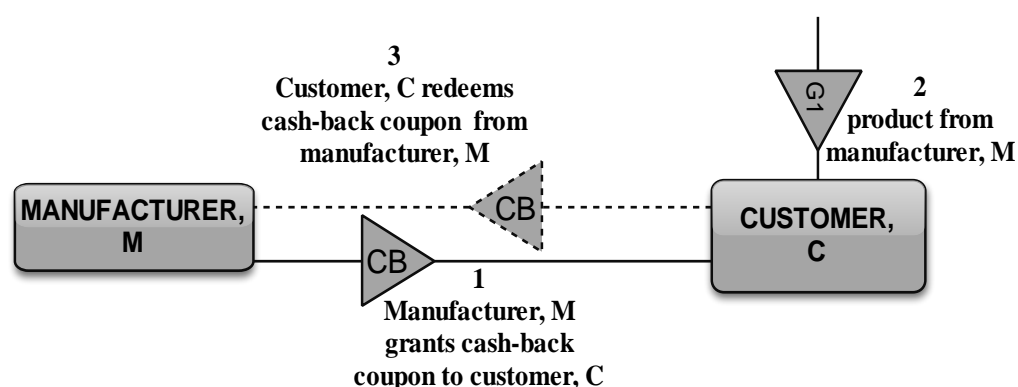 3
Customer, C redeems
cash-back coupon from
manufacturer, M
G1
2
product from
manufacturer, M
MANUFACTURER,
M
CB
CUSTOMER,
C
CB
1
Manufacturer, M
grants cash-back
coupon to customer, C